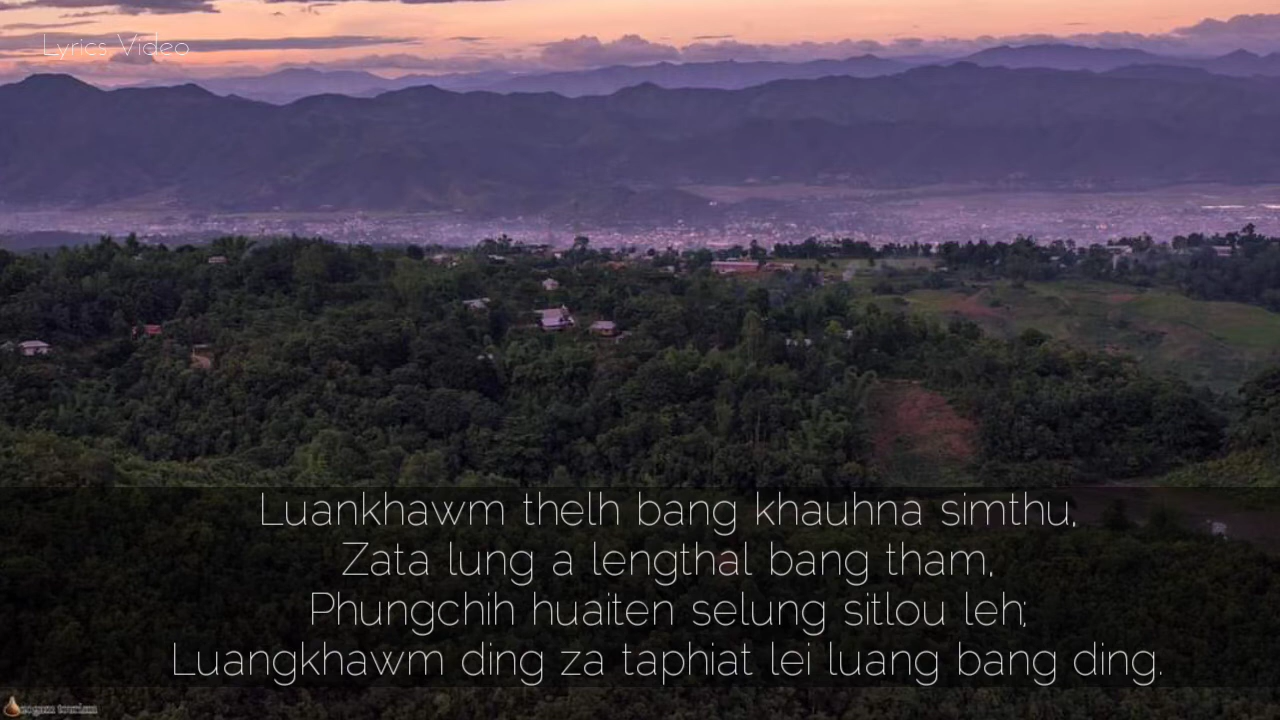 Lyrics Video
Luankhawm thelh bang khauhna simthu,
Zata lung a lengthal bang tham,
Phungchih huaiten selung sitlou leh;
Luangkhawm ding za taphiat lei luang bang ding.